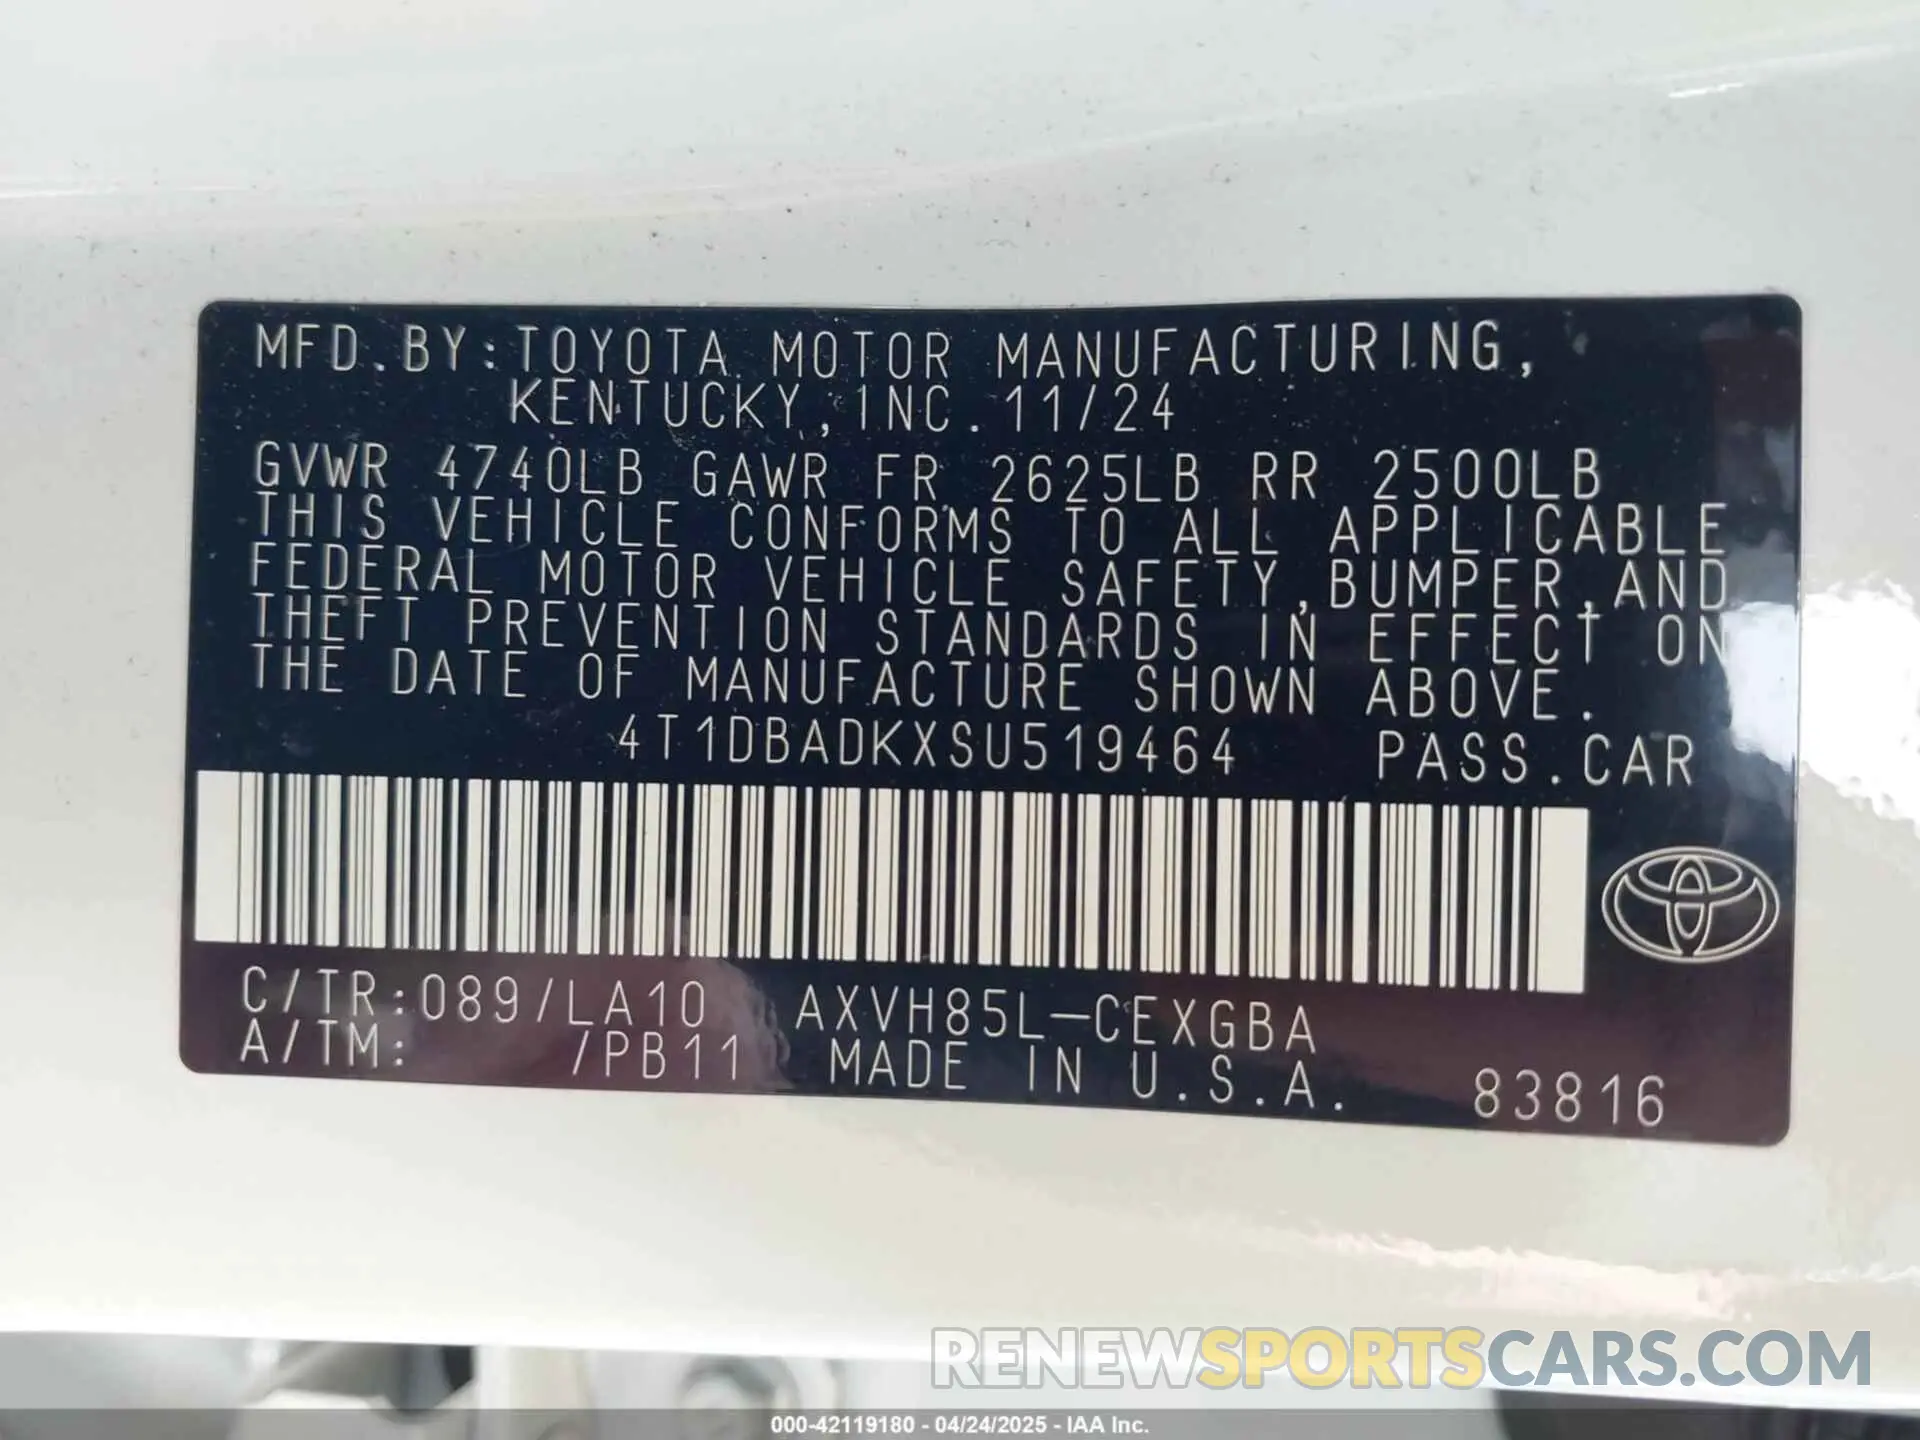 MFD.BY:TOYOTA MOTOR MANUFACTURING,
KENTUCKY,INC.11/24
GVWR 4740LB GAWR FR 2625LB RR 2500LB
THIS VEHICLE CONFORMS TO ALL APPLICABLE
FEDERAL MOTOR VEHICLE SAFETY,BUMPER,AND
THEFT PREVENTION STANDARDS IN EFFECT ON
THE DATE OF MANUFACTURE SHOWN ABOVE.
4T1DBADKXSU519464 PASS.CAR
C/TR:089/LA10 AXVH85L-CEXGBA
A/TM: /PB11 MADE IN U.S.A. 83816
RENEWSPORTSCARS.COM
000-42119180 - 04/24/2025 - IAA Inc.